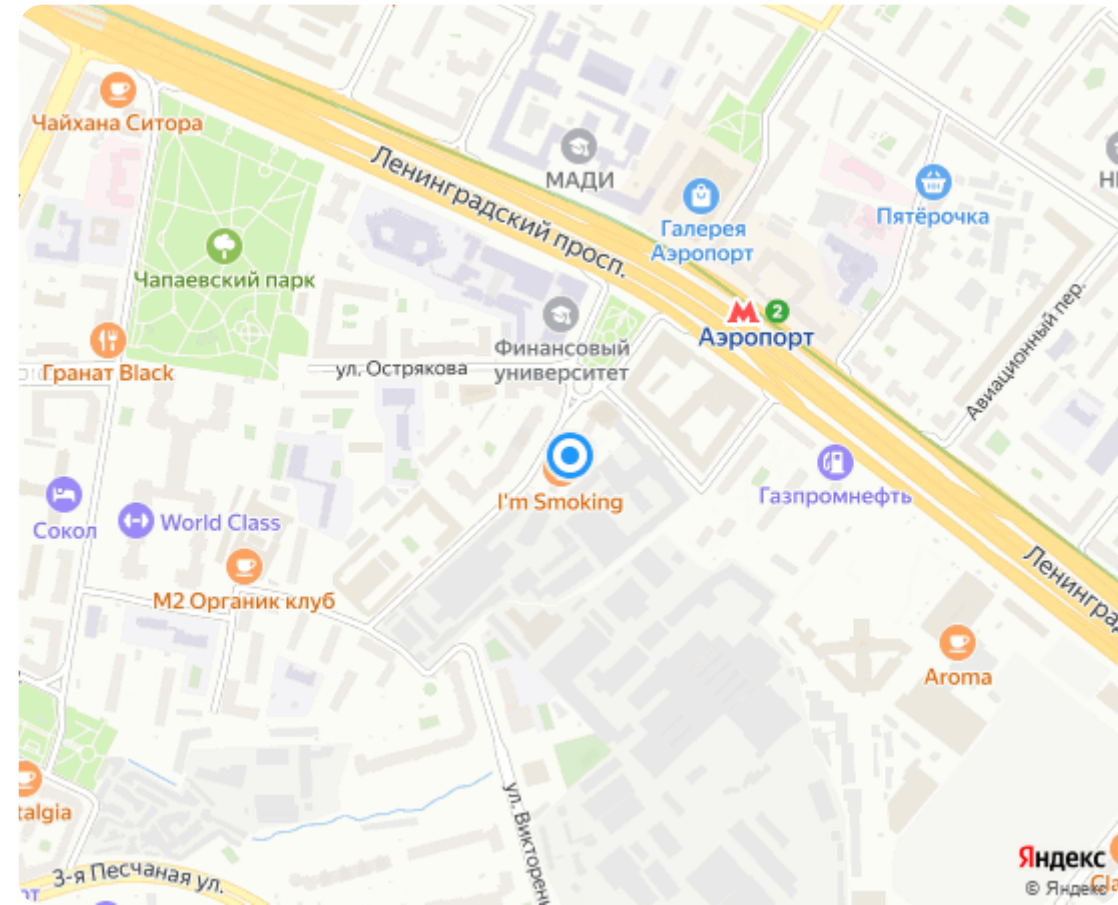 Чайхана Ситора
Ленинградский просп.
МАДИ
Галерея
Аэропорт
Пятёрочка
Чапаевский парк
2
Аэропорт
Авиационный пер.
Гранат Black
ул. Острякова
Финансовый
университет
I'm Smoking
Газпромнефть
Сокол
World Class
М2 Органик клуб
Ленинград
Aroma
talgia
ул. Викторен
3-я Песчаная ул.
Яндекс
© Яндекс